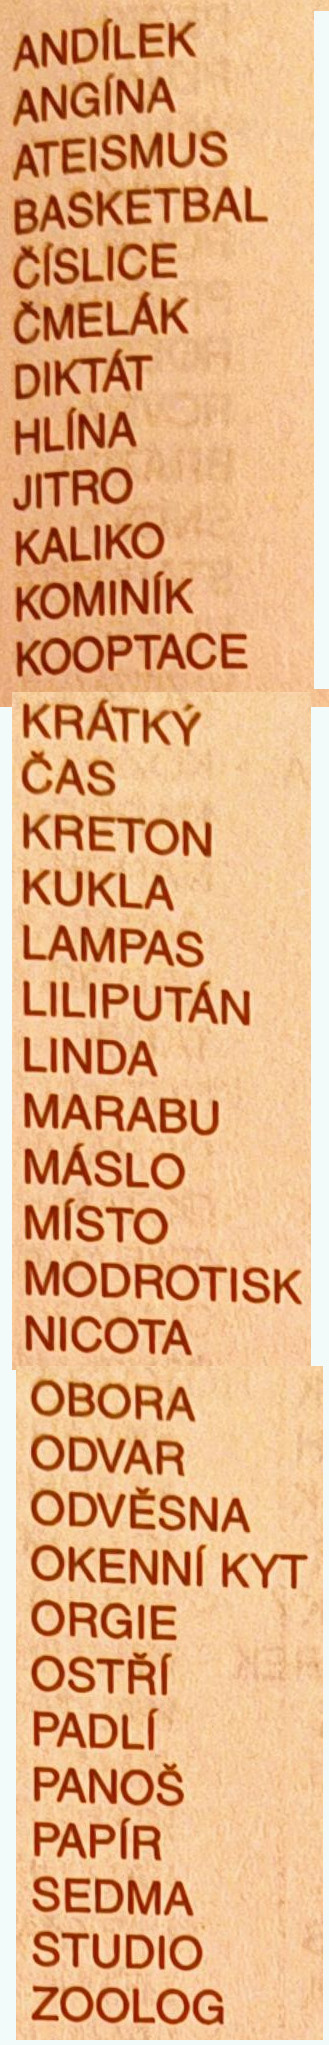 ANDÍLEK
ANGÍNA
ATEISMUS
BASKETBAL
ČÍSLICE
ČMELÁK
DIKTÁT
HLÍNA
JITRO
KALIKO
KOMINÍK
KOOPTACE
KRÁTKÝ
ČAS
KRETON
KUKLA
LAMPAS
LILIPUTÁN
LINDA
MARABU
MÁSLO
MÍSTO
MODROTISK
NICOTA
OBORA
ODVAR
ODVĚSNA
OKENNÍ KYT
ORGIE
OSTŘÍ
PADLÍ
PANOŠ
PAPÍR
SEDMA
STUDIO
ZOOLOG